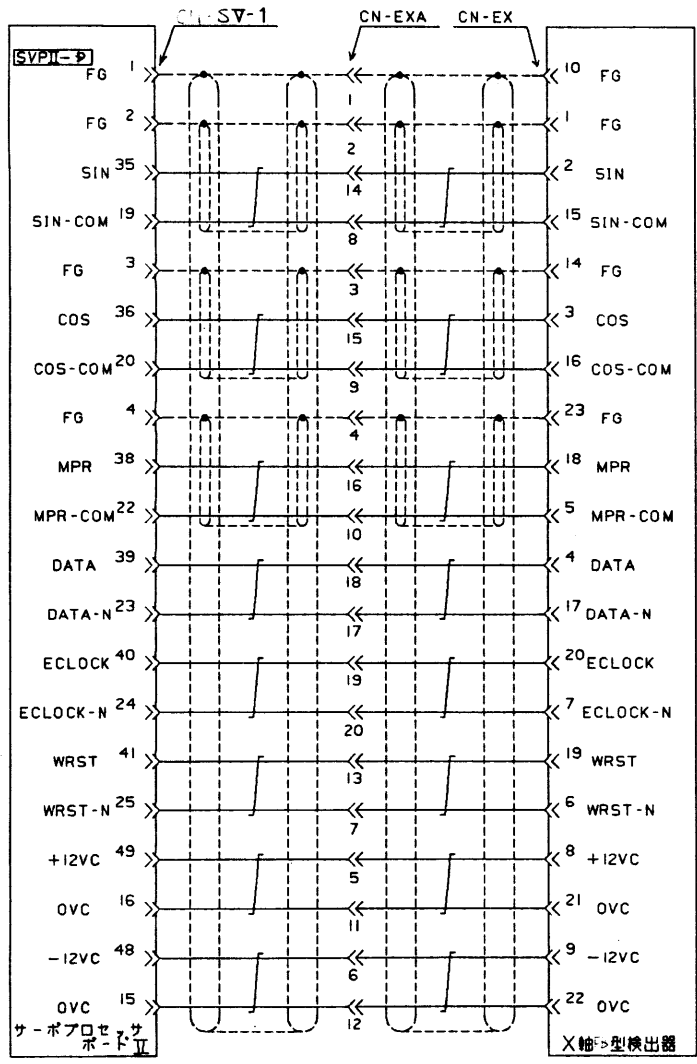 CN-SV-1 CN-EXA CN-EX
FG 1 1 10 FG
FG 2 2 1 FG
SIN 35 14 2 SIN
SIN-COM 19 8 15 SIN-COM
FG 3 3 14 FG
COS 36 15 3 COS
COS-COM 20 9 16 COS-COM
FG 4 4 23 FG
MPR 38 16 18 MPR
MPR-COM 22 10 5 MPR-COM
DATA 39 18 4 DATA
DATA-N 23 17 17 DATA-N
ECLOCK 40 19 20 ECLOCK
ECLOCK-N 24 20 7 ECLOCK-N
WRST 41 13 19 WRST
WRST-N 25 7 6 WRST-N
+12VC 49 5 8 +12VC
0VC 16 11 21 0VC
-12VC 48 6 9 -12VC
0VC 15 12 22 0VC
サーボプロセッサ
ボード
X軸 型検出器